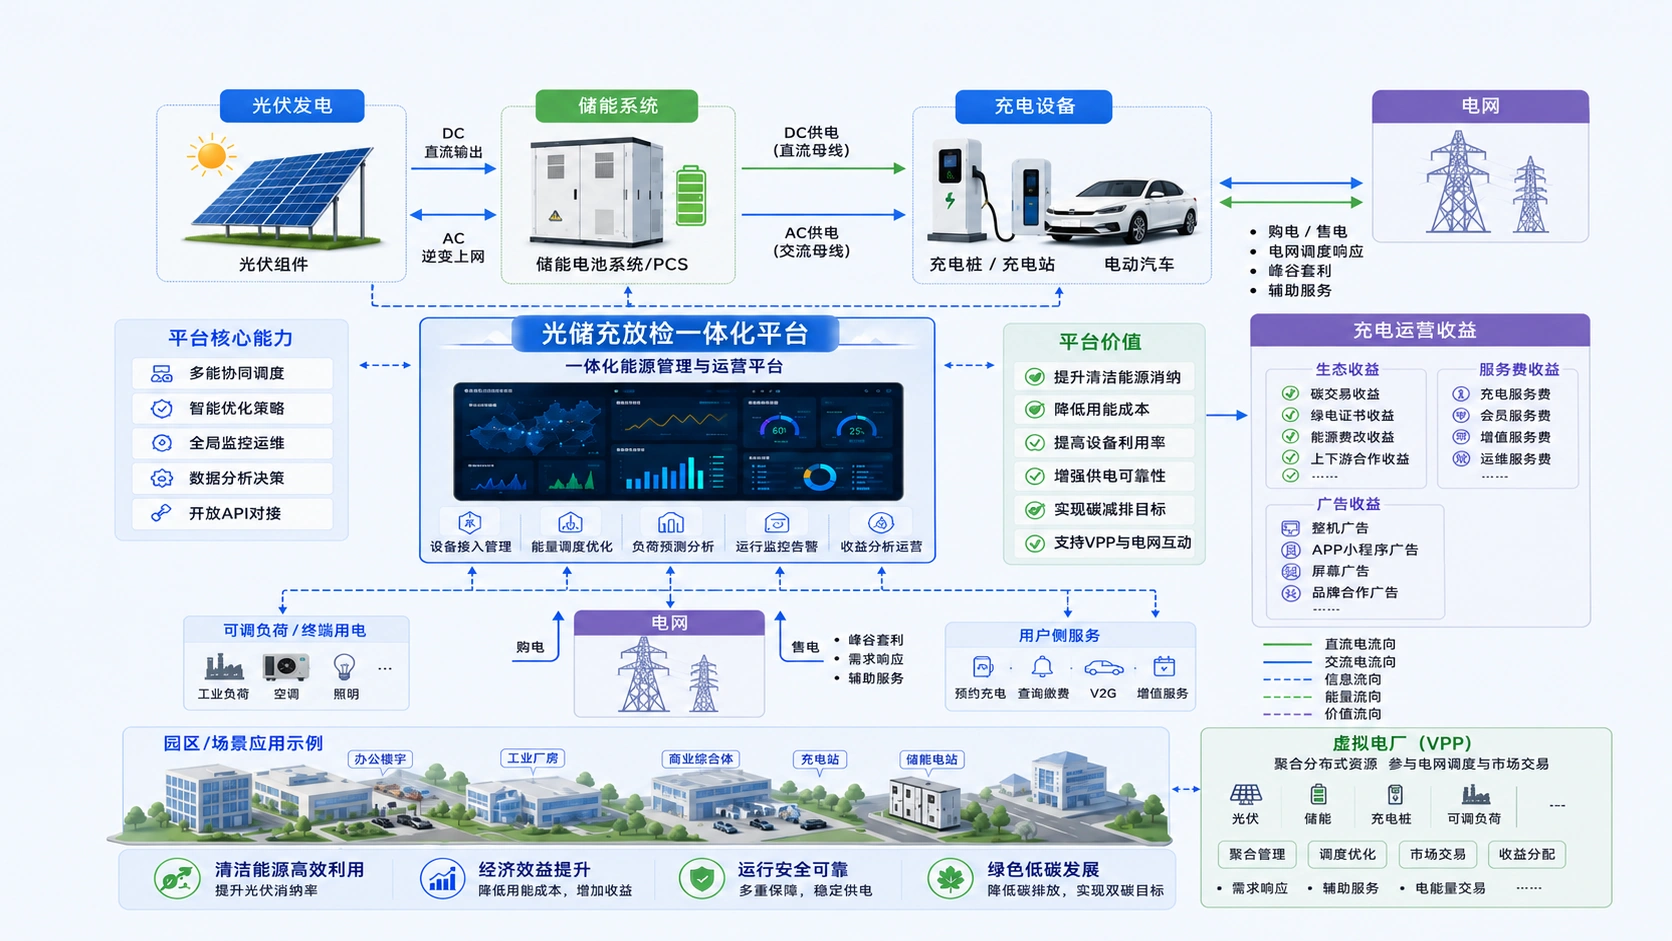 光伏发电
光伏组件
DC
直流输出
AC
逆变上网
储能系统
储能电池系统/PCS
DC供电
(直流母线)
AC供电
(交流母线)
充电设备
充电桩 / 充电站
电动汽车
电网
• 购电 / 售电
• 电网调度响应
• 峰谷套利
• 辅助服务
平台核心能力
多能协同调度
智能优化策略
全局监控运维
数据分析决策
开放API对接
光储充放检一体化平台
一体化能源管理与运营平台
60%
25%
设备接入管理
能量调度优化
负荷预测分析
运行监控告警
收益分析运营
平台价值
提升清洁能源消纳
降低用能成本
提高设备利用率
增强供电可靠性
实现碳减排目标
支持VPP与电网互动
充电运营收益
生态收益
碳交易收益
绿电证书收益
能源费改收益
上下游合作收益
……
服务费收益
充电服务费
会员服务费
增值服务费
运维服务费
……
广告收益
整机广告
APP小程序广告
屏幕广告
品牌合作广告
……
可调负荷 / 终端用电
工业负荷
空调
照明
...
购电
电网
售电
• 峰谷套利
• 需求响应
• 辅助服务
用户侧服务
预约充电
查询缴费
V2G
增值服务
直流电流向
交流电流向
信息流向
能量流向
价值流向
园区/场景应用示例
办公楼宇
工业厂房
商业综合体
充电站
储能电站
虚拟电厂（VPP）
聚合分布式资源 参与电网调度与市场交易
光伏
储能
充电桩
可调负荷
...
聚合管理
调度优化
市场交易
收益分配
• 需求响应
• 辅助服务
• 电能量交易
……
清洁能源高效利用
提升光伏消纳率
经济效益提升
降低用能成本，增加收益
运行安全可靠
多重保障，稳定供电
绿色低碳发展
降低碳排放，实现双碳目标